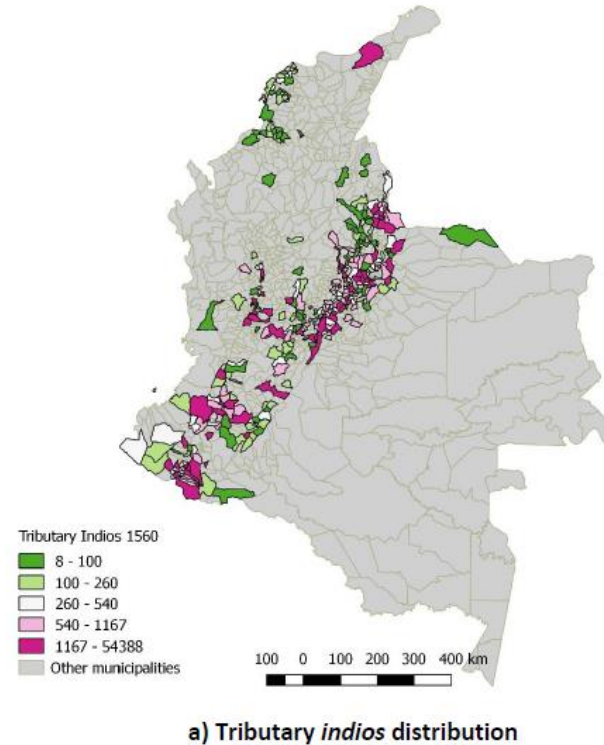 Tributary Indios 1560
8 - 100
100 - 260
260 - 540
540 - 1167
1167 - 54388
Other municipalities
100 0 100 200 300 400 km
a) Tributary indios distribution